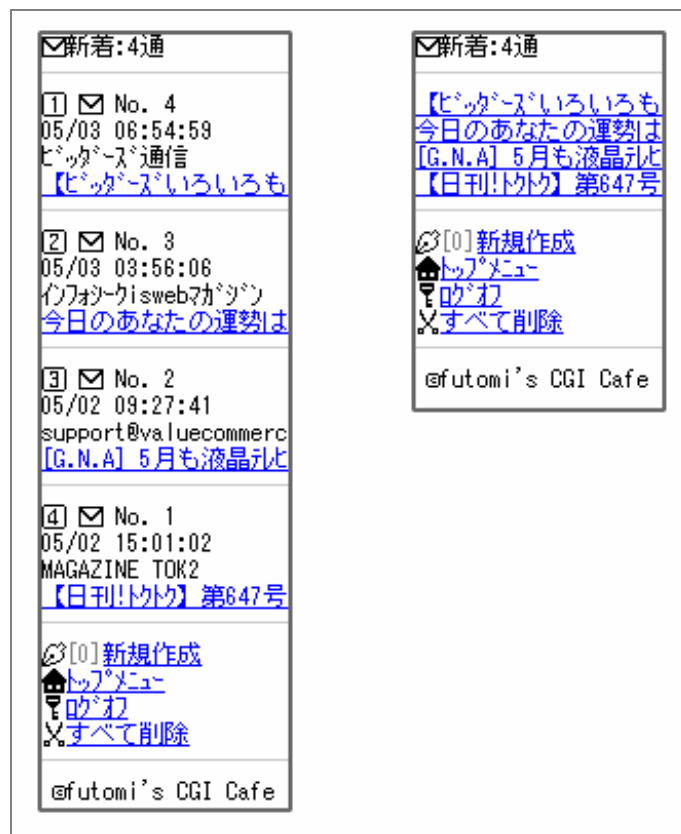 新着:4通
1 No. 4
05/03 06:54:59
ビッダーズ通信
【ビッダーズいろいろも
2 No. 3
05/03 03:56:06
インフォシークiswebマガジン
今日のあなたの運勢は
3 No. 2
05/02 09:27:41
support@valuecommerc
[G.N.A] 5月も液晶テレビ
4 No. 1
05/02 15:01:02
MAGAZINE TOK2
【日刊!トクトク】 第647号
[0]新規作成
トップメニュー
ログオフ
すべて削除
@futomi's CGI Cafe
新着:4通
【ビッダーズいろいろも
今日のあなたの運勢は
[G.N.A] 5月も液晶テレビ
【日刊!トクトク】 第647号
[0]新規作成
トップメニュー
ログオフ
すべて削除
@futomi's CGI Cafe